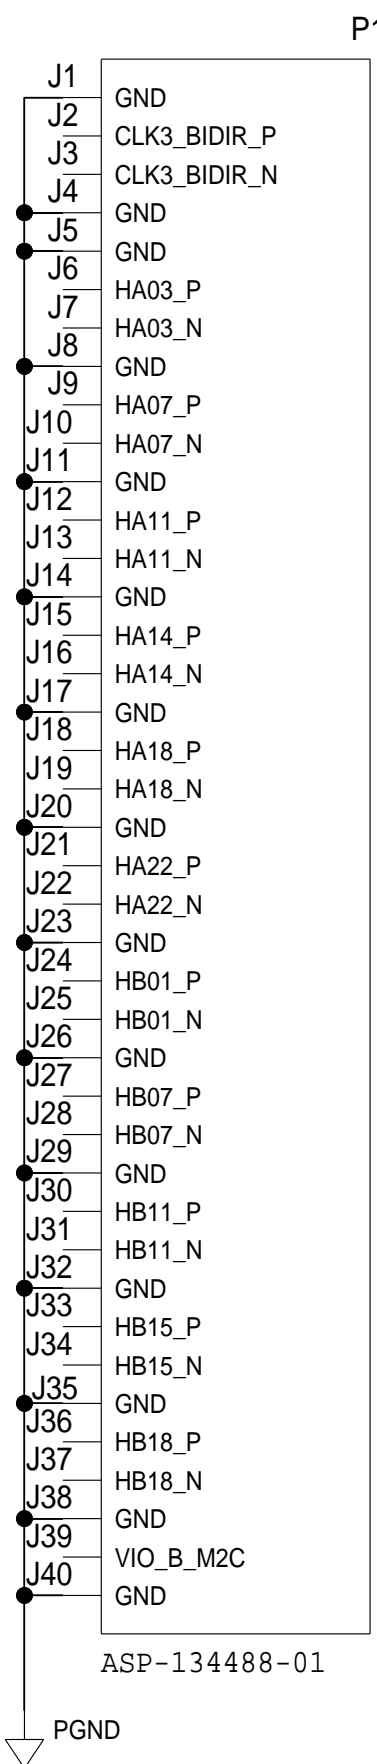 P1
J1 GND
J2 CLK3_BIDIR_P
J3 CLK3_BIDIR_N
J4 GND
J5 GND
J6 HA03_P
J7 HA03_N
J8 GND
J9 HA07_P
J10 HA07_N
J11 GND
J12 HA11_P
J13 HA11_N
J14 GND
J15 HA14_P
J16 HA14_N
J17 GND
J18 HA18_P
J19 HA18_N
J20 GND
J21 HA22_P
J22 HA22_N
J23 GND
J24 HB01_P
J25 HB01_N
J26 GND
J27 HB07_P
J28 HB07_N
J29 GND
J30 HB11_P
J31 HB11_N
J32 GND
J33 HB15_P
J34 HB15_N
J35 GND
J36 HB18_P
J37 HB18_N
J38 GND
J39 VIO_B_M2C
J40 GND
ASP-134488-01
PGND